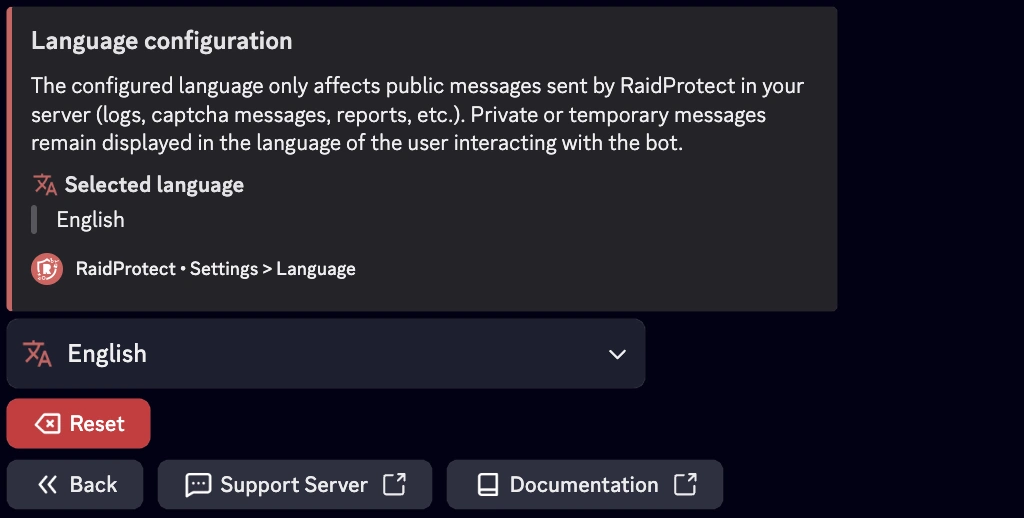 Language configuration
The configured language only affects public messages sent by RaidProtect in your
server (logs, captcha messages, reports, etc.). Private or temporary messages
remain displayed in the language of the user interacting with the bot.
Selected language
English
RaidProtect • Settings > Language
English
Reset
Back
Support Server
Documentation